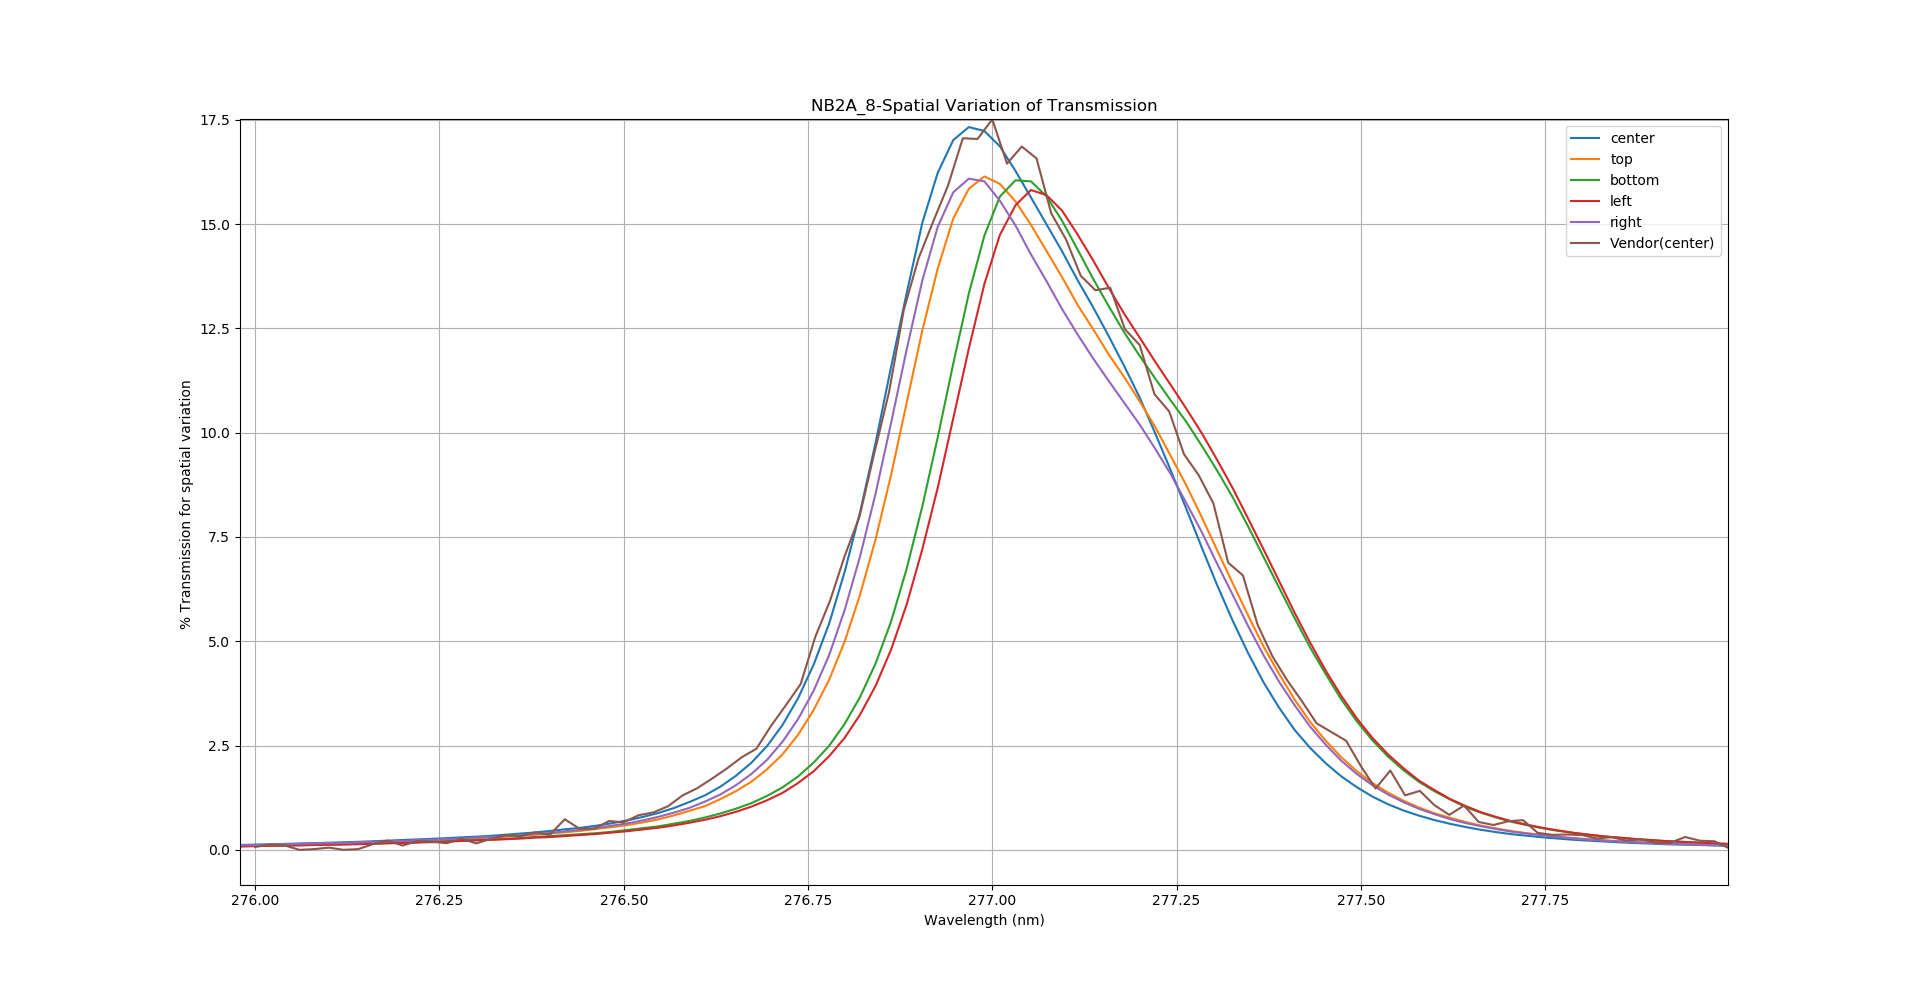 NB2A_8-Spatial Variation of Transmission
17.5
15.0
12.5
10.0
7.5
5.0
2.5
0.0
% Transmission for spatial variation
center
top
bottom
left
right
Vendor(center)
276.00 276.25 276.50 276.75 277.00 277.25 277.50 277.75
Wavelength (nm)